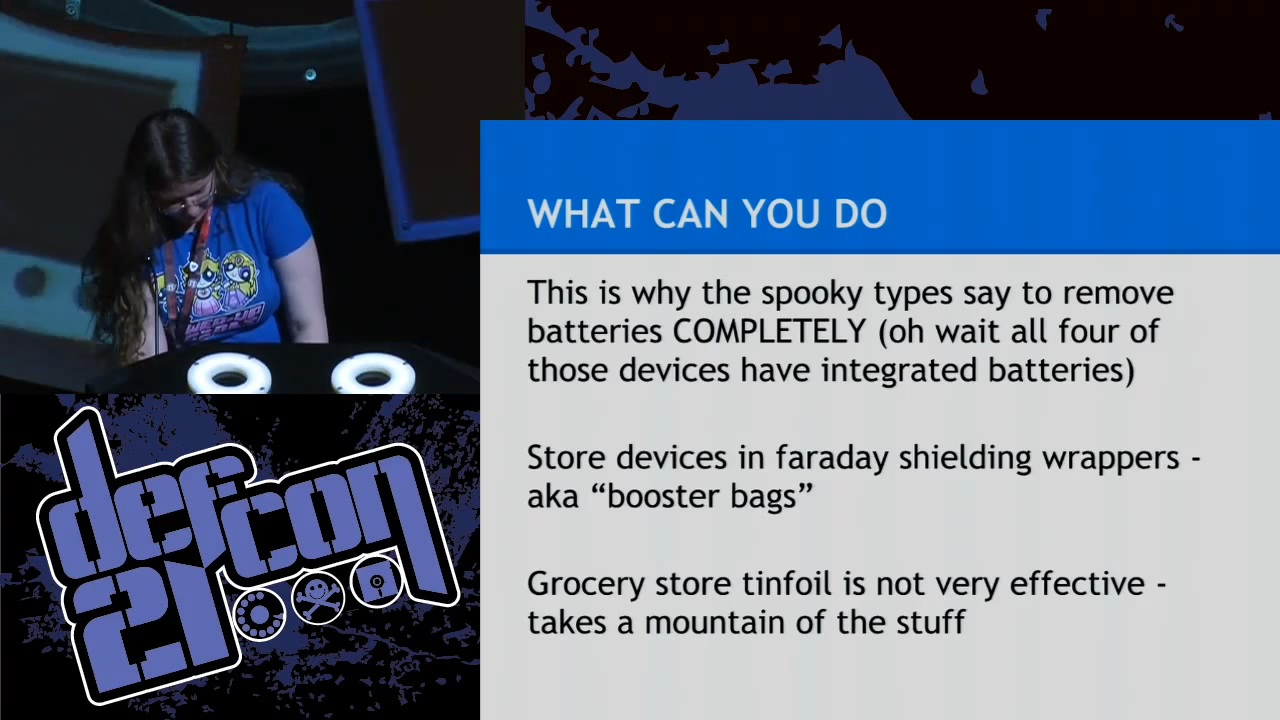 WHAT CAN YOU DO
This is why the spooky types say to remove
batteries COMPLETELY (oh wait all four of
those devices have integrated batteries)
Store devices in faraday shielding wrappers -
aka “booster bags”
Grocery store tinfoil is not very effective -
takes a mountain of the stuff
defcon
21